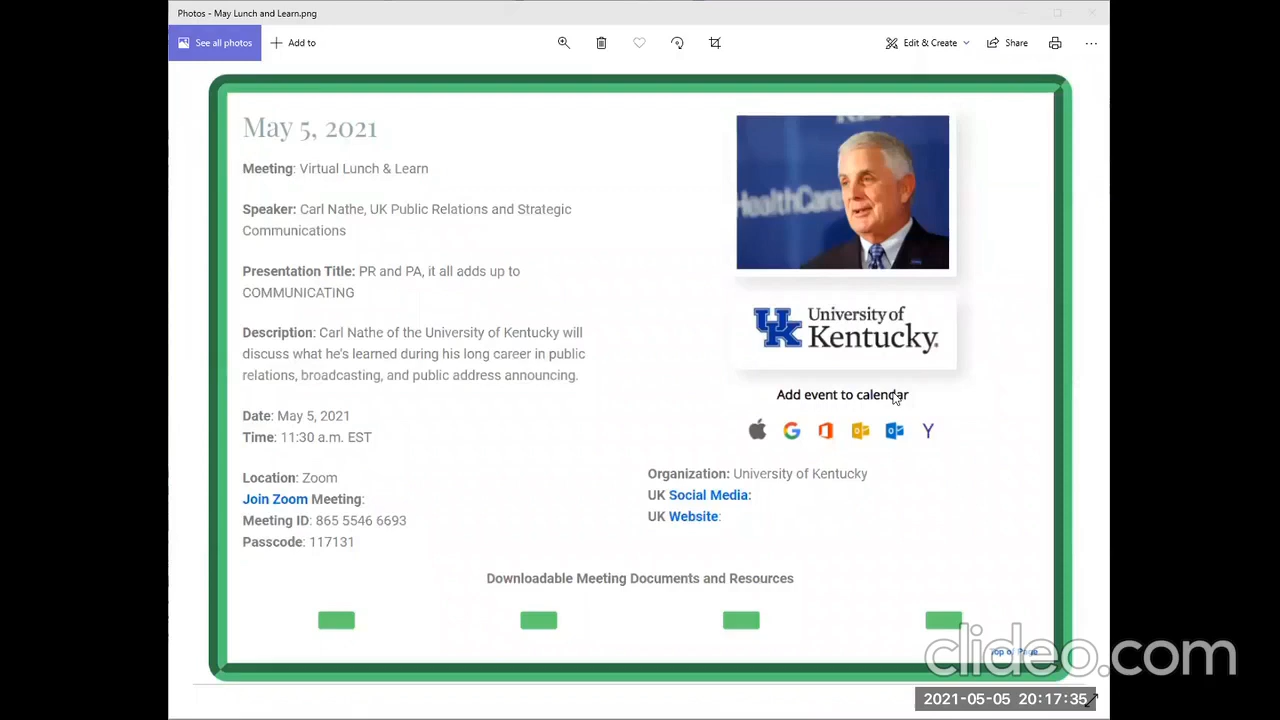 Photos - May Lunch and Learn.png
See all photos
Add to
Edit & Create
Share
May 5, 2021
Meeting: Virtual Lunch & Learn
Speaker: Carl Nathe, UK Public Relations and Strategic
Communications
Presentation Title: PR and PA, it all adds up to
COMMUNICATING
Description: Carl Nathe of the University of Kentucky will
discuss what he's learned during his long career in public
relations, broadcasting, and public address announcing.
Date: May 5, 2021
Time: 11:30 a.m. EST
Location: Zoom
Join Zoom Meeting:
Meeting ID: 865 5546 6693
Passcode: 117131
HealthCare
UK University of
Kentucky.
Add event to calendar
Organization: University of Kentucky
UK Social Media:
UK Website:
Downloadable Meeting Documents and Resources
Top of Page
clideo.com
2021-05-05 20:17:35